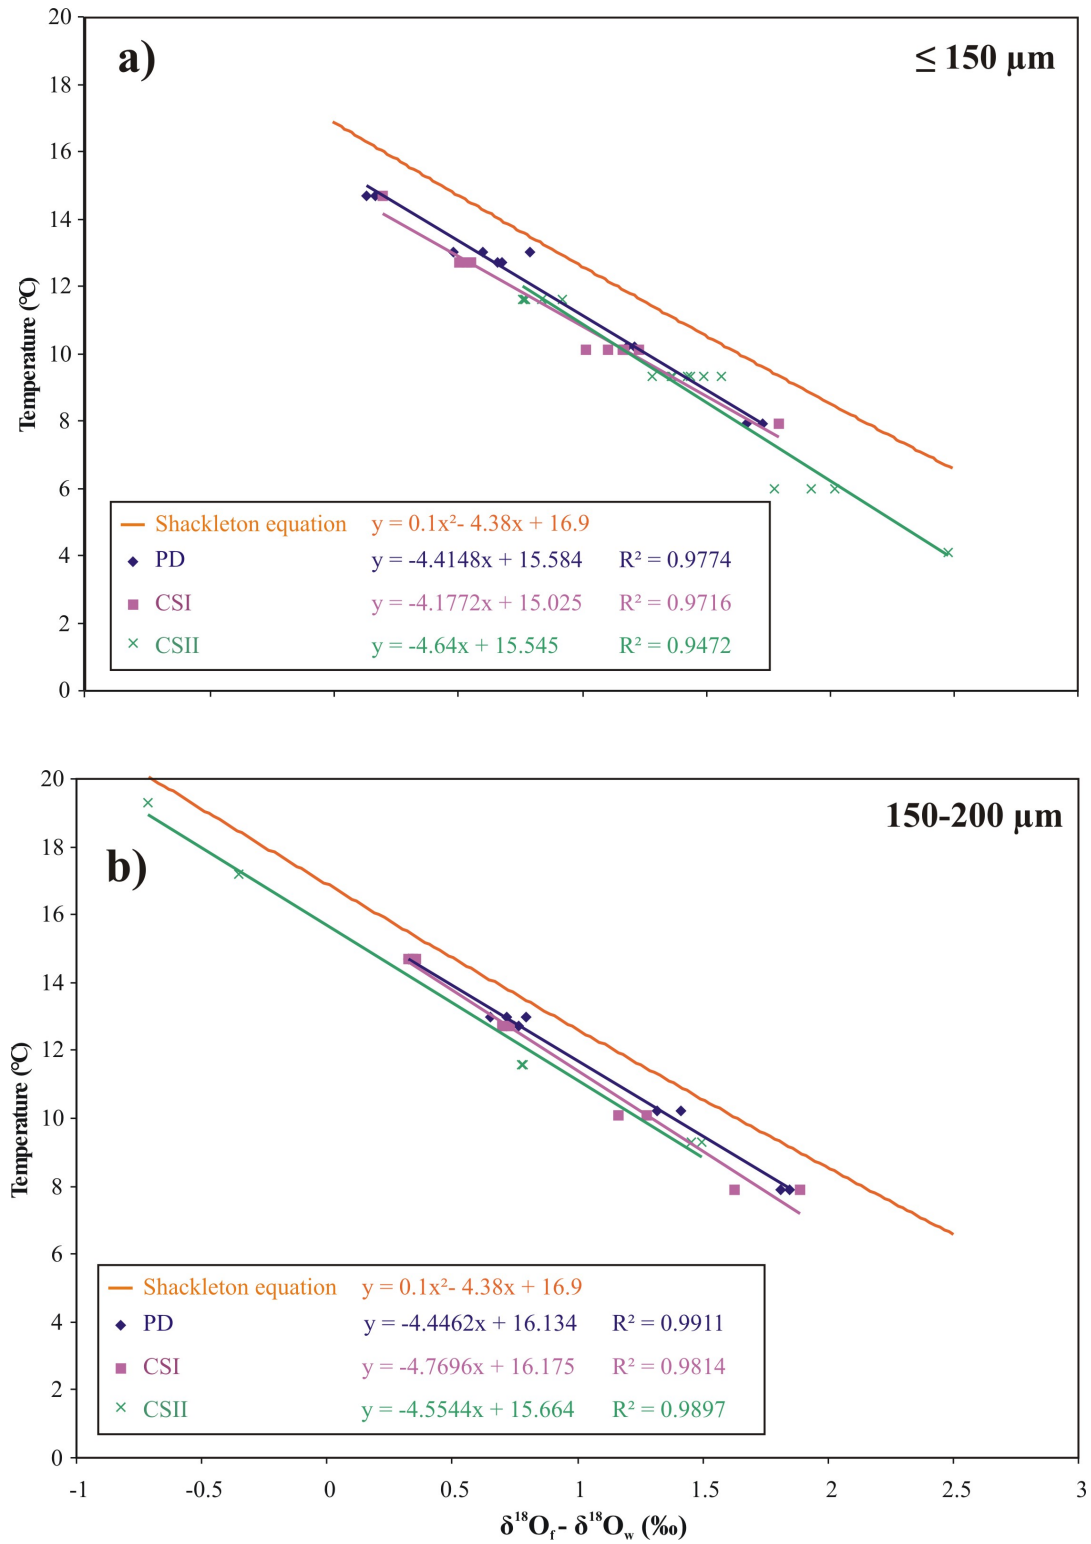 20
a)
≤ 150 µm
18
16
14
12
10
8
6
4
2
0
Temperature (°C)
Shackleton equation y = 0.1x²- 4.38x + 16.9
PD y = -4.4148x + 15.584 R² = 0.9774
CSI y = -4.1772x + 15.025 R² = 0.9716
CSII y = -4.64x + 15.545 R² = 0.9472
20
150-200 µm
18
b)
16
14
12
10
8
6
4
2
0
Temperature (°C)
Shackleton equation y = 0.1x²- 4.38x + 16.9
PD y = -4.4462x + 16.134 R² = 0.9911
CSI y = -4.7696x + 16.175 R² = 0.9814
CSII y = -4.5544x + 15.664 R² = 0.9897
-1 -0.5 0 0.5 1 1.5 2 2.5 3
δ¹⁸Of - δ¹⁸Ow (‰)